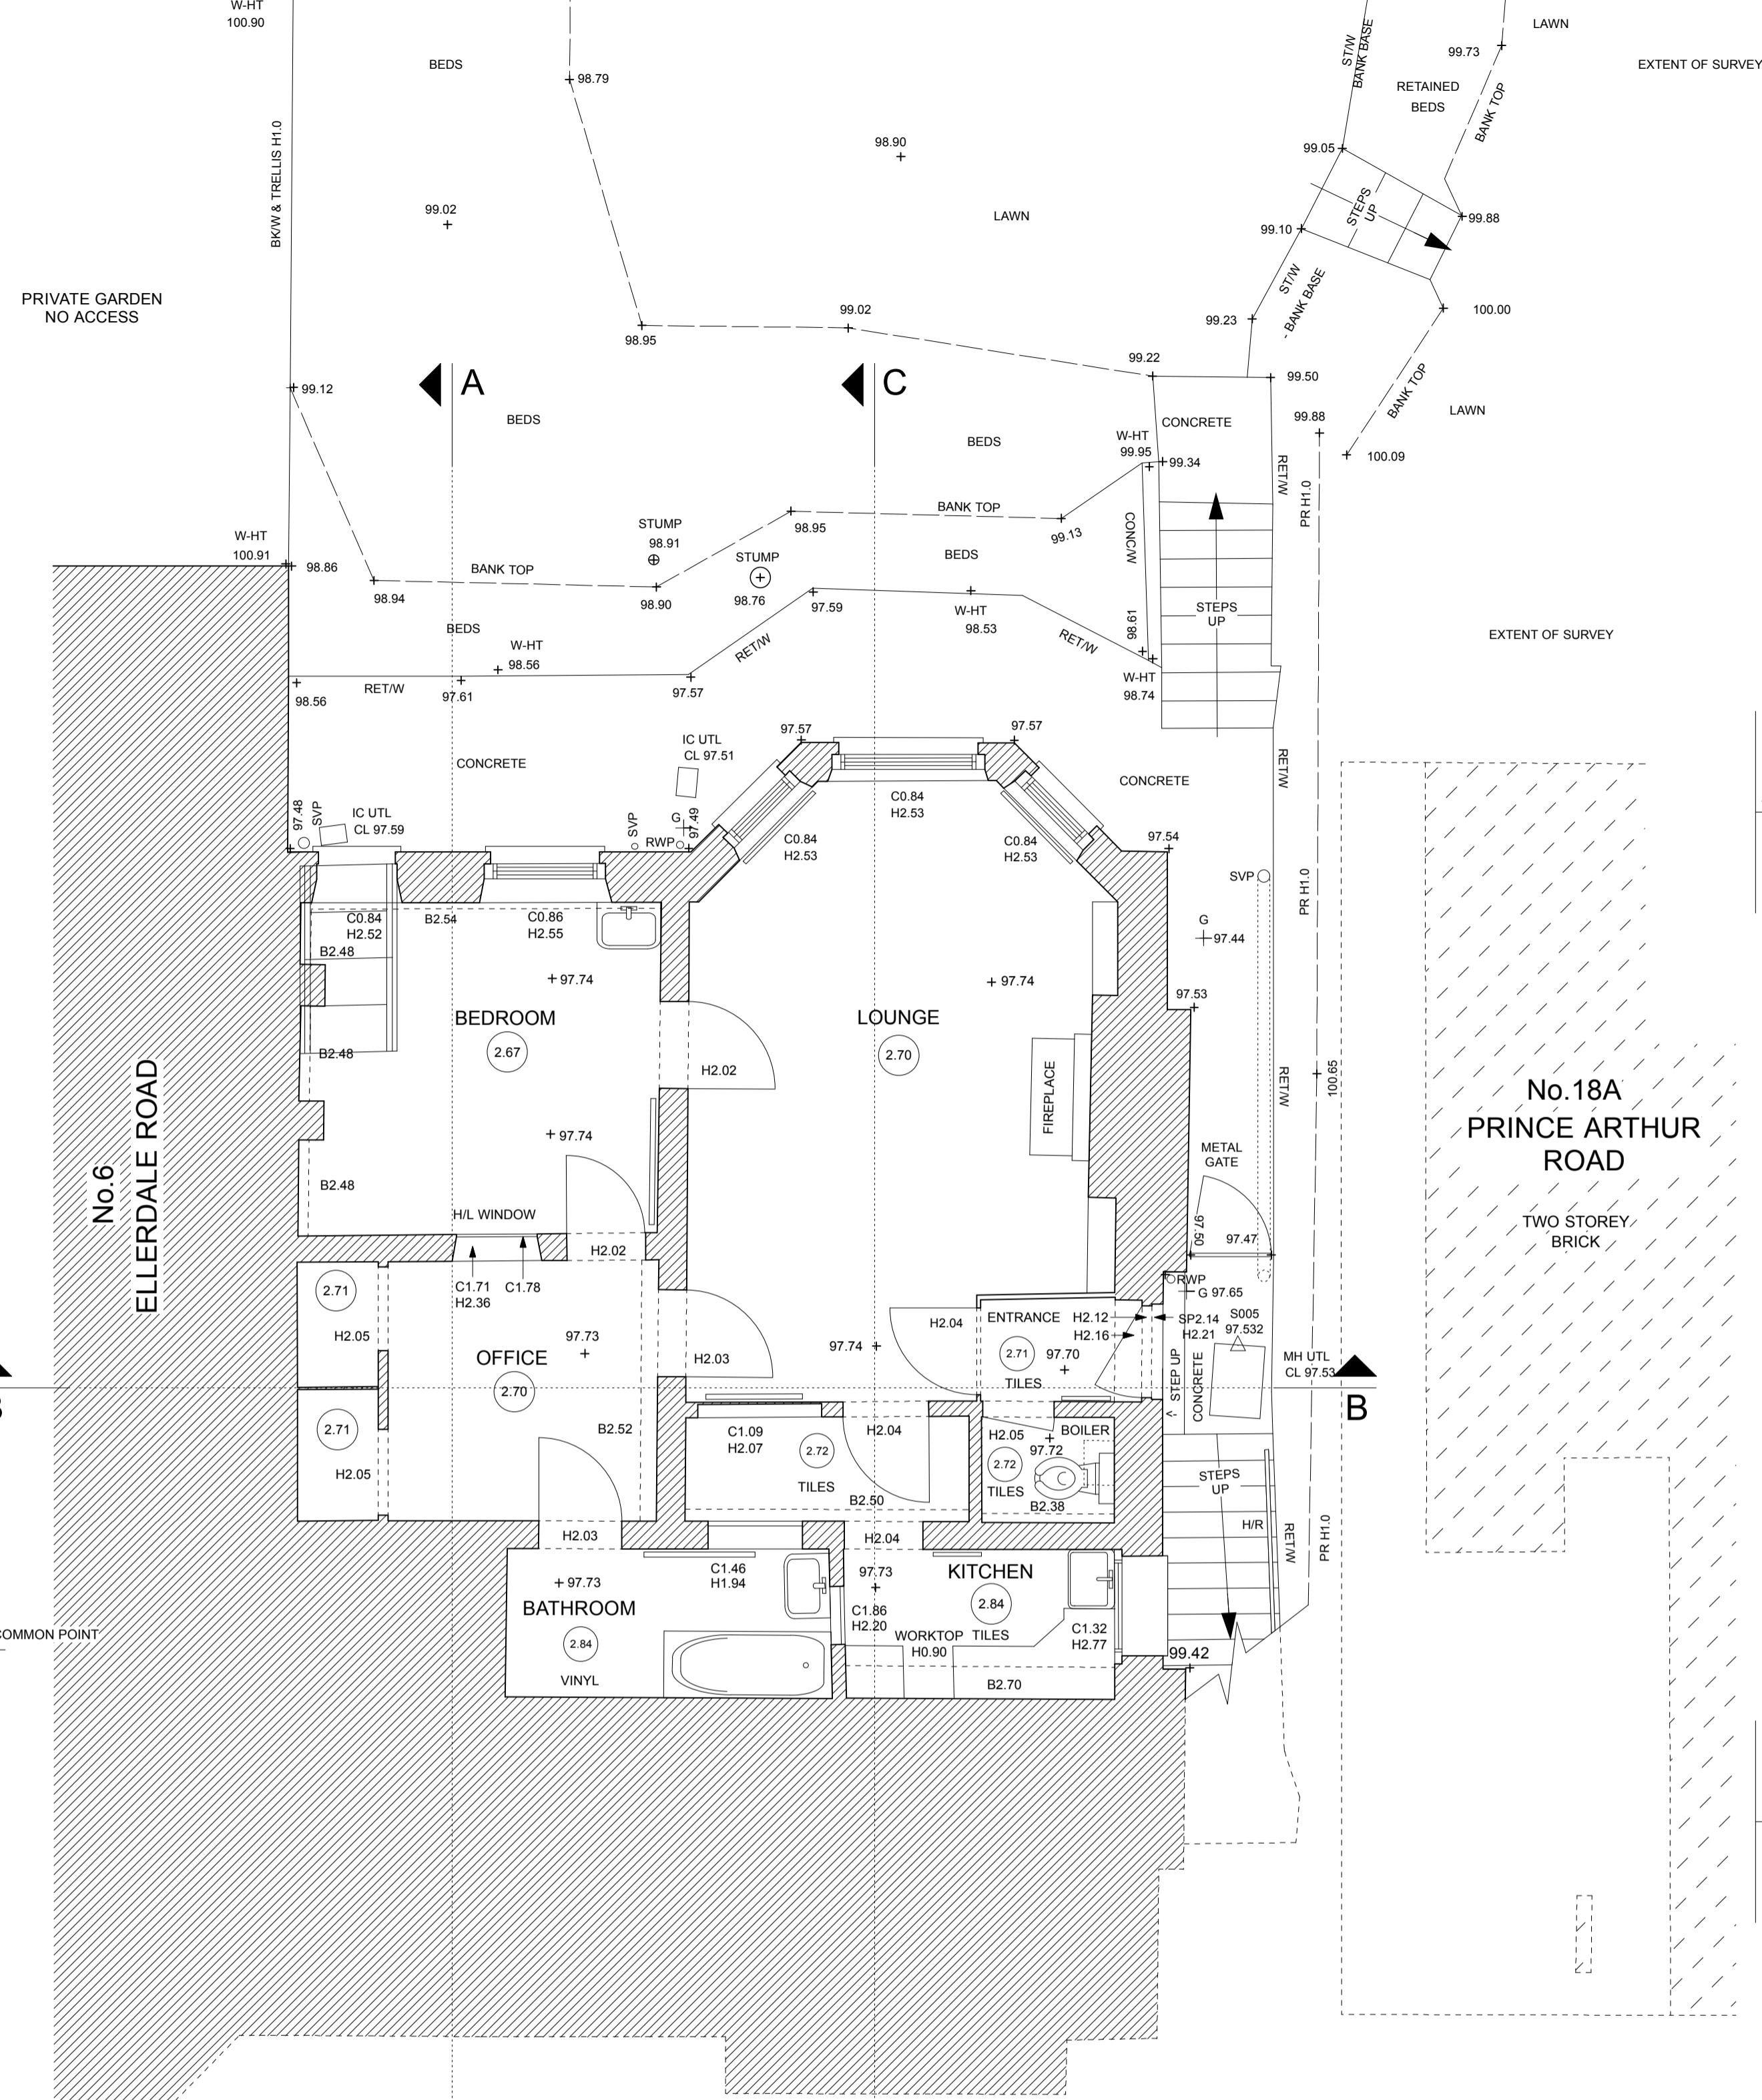 W-HT
100.90
BEDS
98.79
BK/W & TRELLIS H1.0
99.02
98.90
LAWN
ST/W
BANK BASE
99.73
LAWN
RETAINED
BEDS
BANK TOP
EXTENT OF SURVEY
99.05
STEPS
UP
99.88
99.10
ST/W
- BANK BASE
PRIVATE GARDEN
NO ACCESS
98.95
99.02
99.23
100.00
99.22
99.50
BANK TOP
LAWN
99.12
A
C
BEDS
BEDS
CONCRETE
99.88
W-HT
99.95
99.34
100.09
RET/W
PR H1.0
STUMP
98.91
98.95
BANK TOP
99.13
CONC/W
W-HT
100.91
98.86
BANK TOP
STUMP
98.76
BEDS
98.94
98.90
97.59
W-HT
98.53
STEPS
UP
98.91
BEDS
W-HT
98.56
RET/W
RET/W
EXTENT OF SURVEY
98.56
RET/W
97.61
97.57
W-HT
98.74
IC UTL
CL 97.51
97.57
97.57
CONCRETE
CONCRETE
RET/W
97.48
SVP
IC UTL
CL 97.59
SVP
G
RWP
97.49
C0.84
H2.53
C0.84
H2.53
C0.84
H2.53
97.54
SVP
PR H1.0
G
97.44
C0.84
H2.52
B2.54
C0.86
H2.55
B2.48
97.74
97.74
97.53
BEDROOM
2.67
LOUNGE
2.70
B2.48
H2.02
FIREPLACE
RET/W
100.65
No.18A
PRINCE ARTHUR
ROAD
TWO STOREY
BRICK
No.6
ELLERDALE ROAD
97.74
METAL
GATE
B2.48
H/L WINDOW
H2.02
97.50
97.47
2.71
C1.71
H2.36
C1.78
RWP
G 97.65
H2.05
97.73
OFFICE
2.70
H2.03
97.74
H2.04
ENTRANCE
H2.12
H2.16
SP2.14
H2.21
S005
97.532
2.71
97.70
TILES
STEP UP
<
CONCRETE
MH UTL
CL 97.53
B
2.71
H2.05
B2.52
C1.09
H2.07
2.72
H2.04
TILES
B2.50
H2.05
BOILER
97.72
2.72
TILES
B2.38
STEPS
UP
H/R
RET/W
PR H1.0
H2.03
H2.04
97.73
C1.46
H1.94
97.73
KITCHEN
2.84
BATHROOM
C1.86
H2.20
WORKTOP
H0.90
TILES
C1.32
H2.77
2.84
VINYL
B2.70
99.42
COMMON POINT